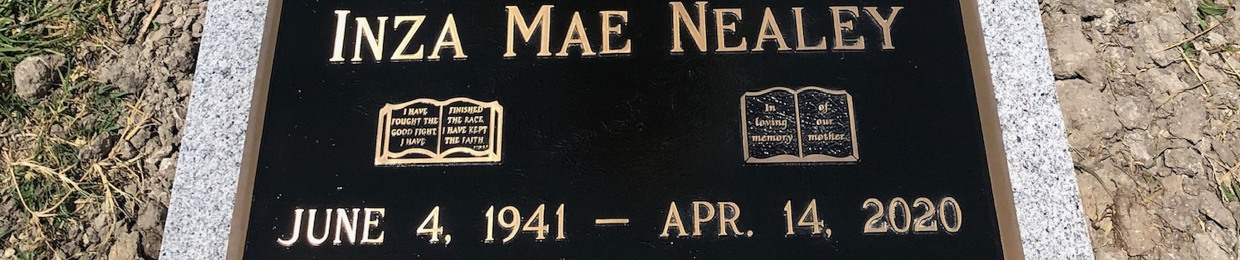 INZA MAE NEALEY
I HAVE
FOUGHT THE
GOOD FIGHT
I HAVE
FINISHED
THE RACE
I HAVE KEPT
THE FAITH
In
loving
memory
of
our
mother
JUNE 4, 1941 – APR. 14, 2020